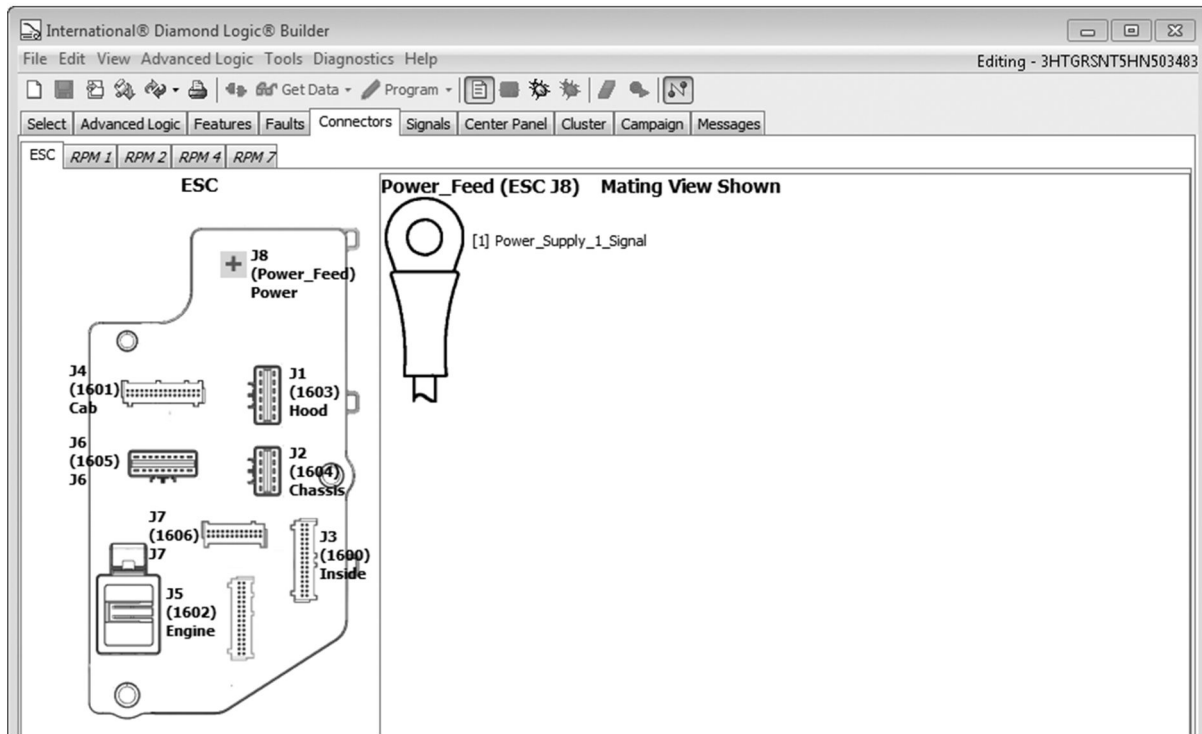 International® Diamond Logic® Builder
File Edit View Advanced Logic Tools Diagnostics Help
Editing - 3HTGRSNT5HN503483
Get Data Program
Select Advanced Logic Features Faults Connectors Signals Center Panel Cluster Campaign Messages
ESC RPM 1 RPM 2 RPM 4 RPM 7
ESC
J8
(Power_Feed)
Power
J4
(1601)
Cab
J1
(1603)
Hood
J6
(1605)
J6
J2
(1604)
Chassis
J7
(1606)
J7
J3
(1600)
Inside
J5
(1602)
Engine
Power_Feed (ESC J8) Mating View Shown
[1] Power_Supply_1_Signal